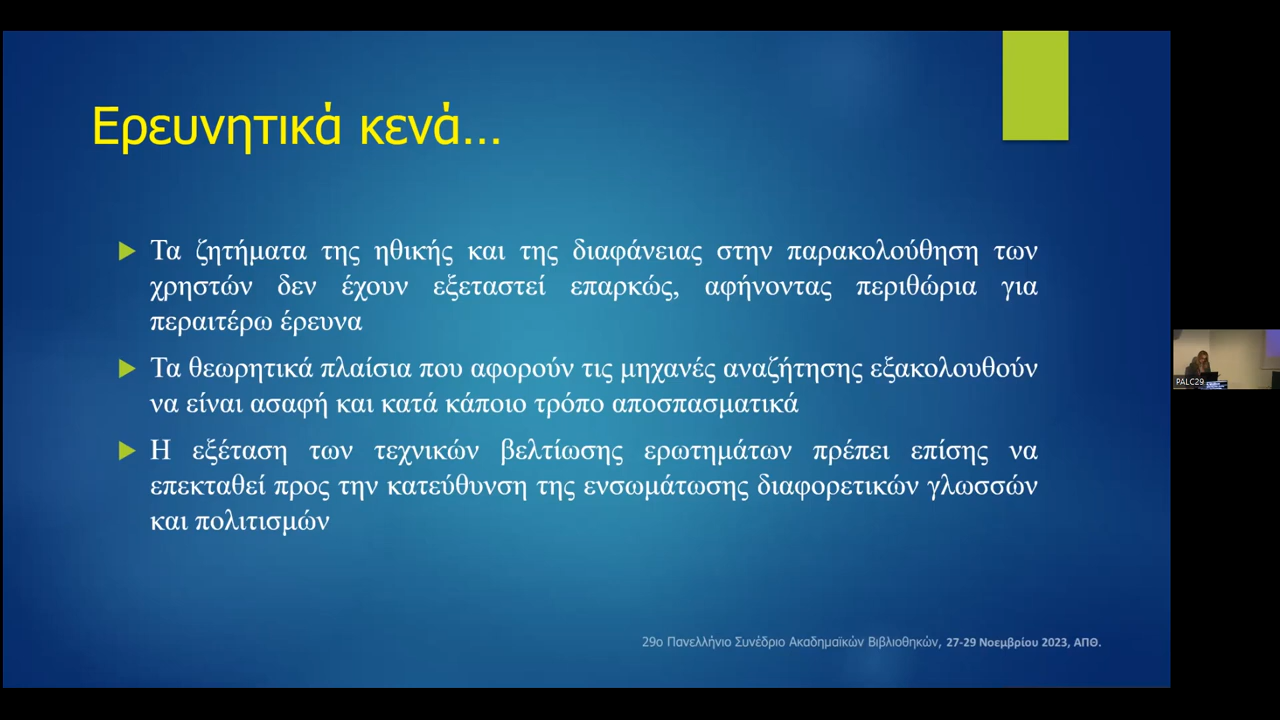 Ερευνητικά κενά...
Τα ζητήματα της ηθικής και της διαφάνειας στην παρακολούθηση των
χρηστών δεν έχουν εξεταστεί επαρκώς, αφήνοντας περιθώρια για
περαιτέρω έρευνα
Τα θεωρητικά πλαίσια που αφορούν τις μηχανές αναζήτησης εξακολουθούν
να είναι ασαφή και κατά κάποιο τρόπο αποσπασματικά
Η εξέταση των τεχνικών βελτίωσης ερωτημάτων πρέπει επίσης να
επεκταθεί προς την κατεύθυνση της ενσωμάτωσης διαφορετικών γλωσσών
και πολιτισμών
29ο Πανελλήνιο Συνέδριο Ακαδημαϊκών Βιβλιοθηκών, 27-29 Νοεμβρίου 2023, ΑΠΘ.
PALC29